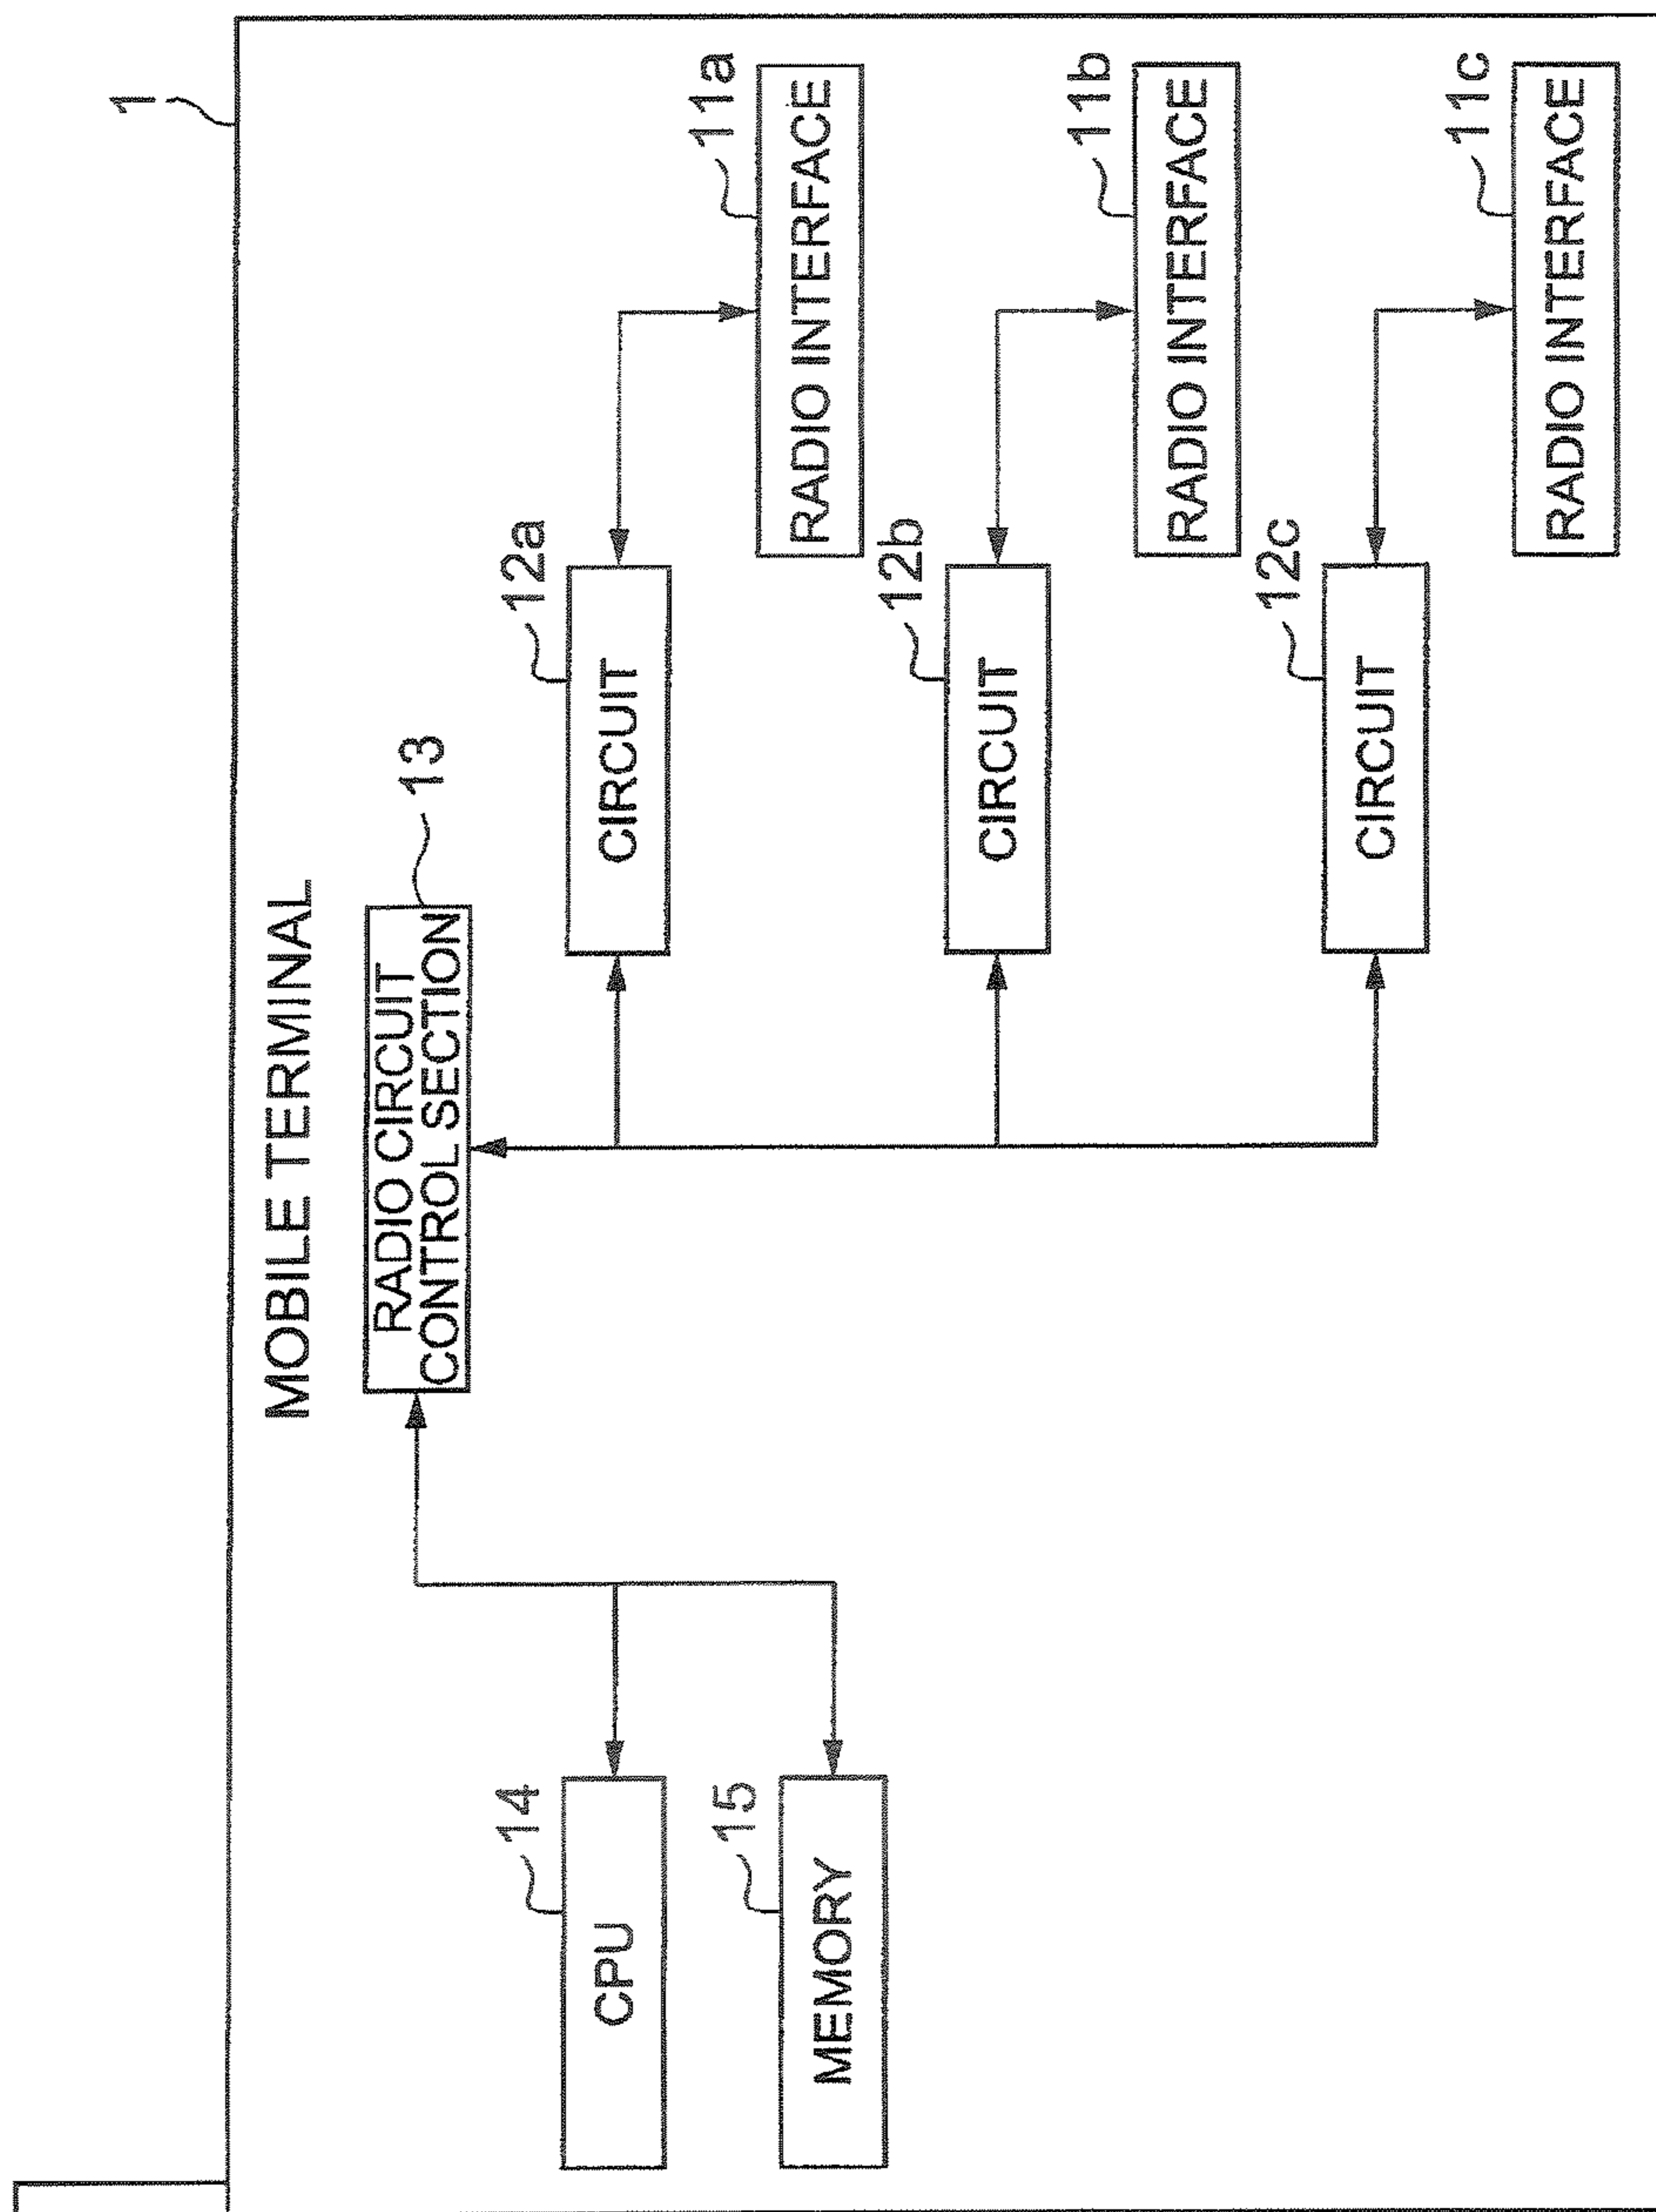 1
MOBILE TERMINAL
RADIO CIRCUIT
CONTROL SECTION
13
14
CPU
12a
CIRCUIT
11a
RADIO INTERFACE
15
MEMORY
12b
CIRCUIT
11b
RADIO INTERFACE
12c
CIRCUIT
11c
RADIO INTERFACE